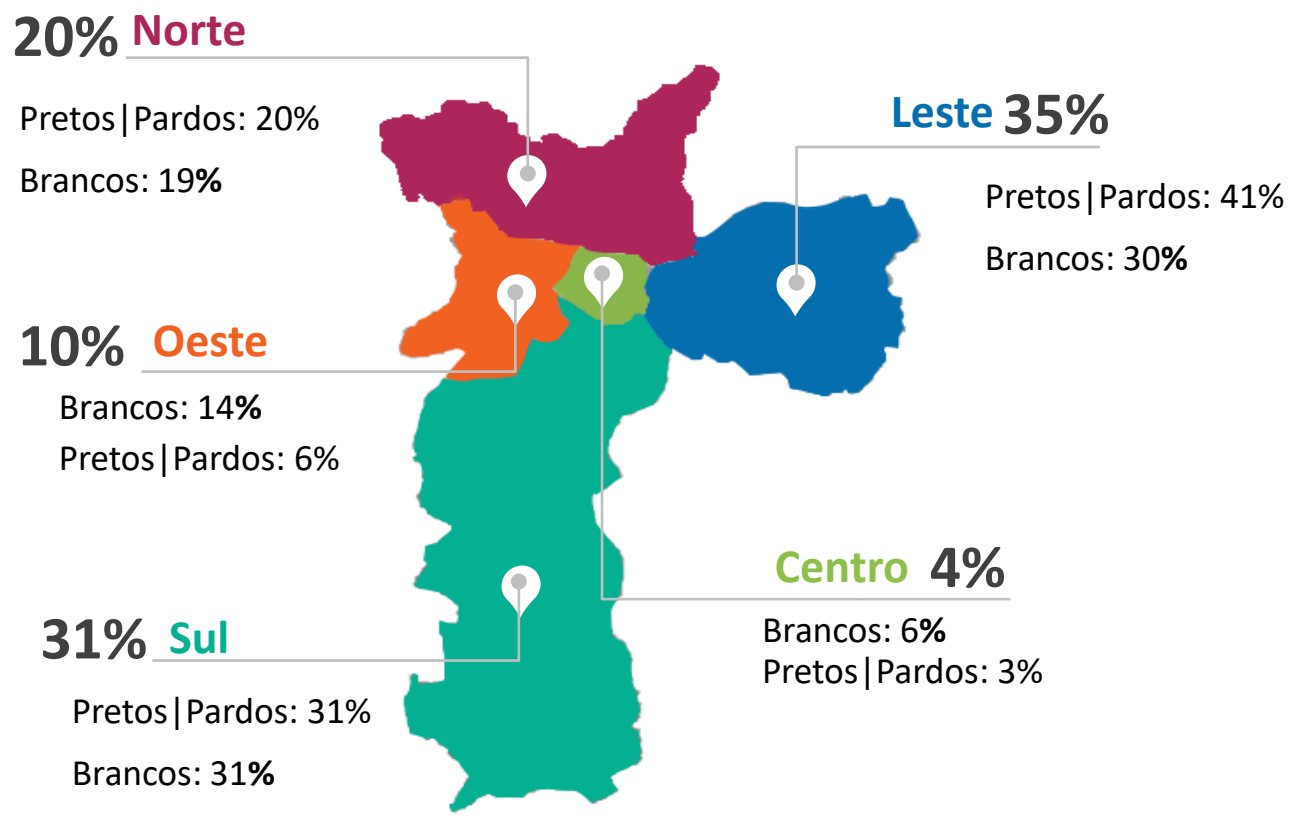 20% Norte
Pretos|Pardos: 20%
Brancos: 19%
Leste 35%
Pretos|Pardos: 41%
Brancos: 30%
10% Oeste
Brancos: 14%
Pretos|Pardos: 6%
Centro 4%
Brancos: 6%
Pretos|Pardos: 3%
31% Sul
Pretos|Pardos: 31%
Brancos: 31%